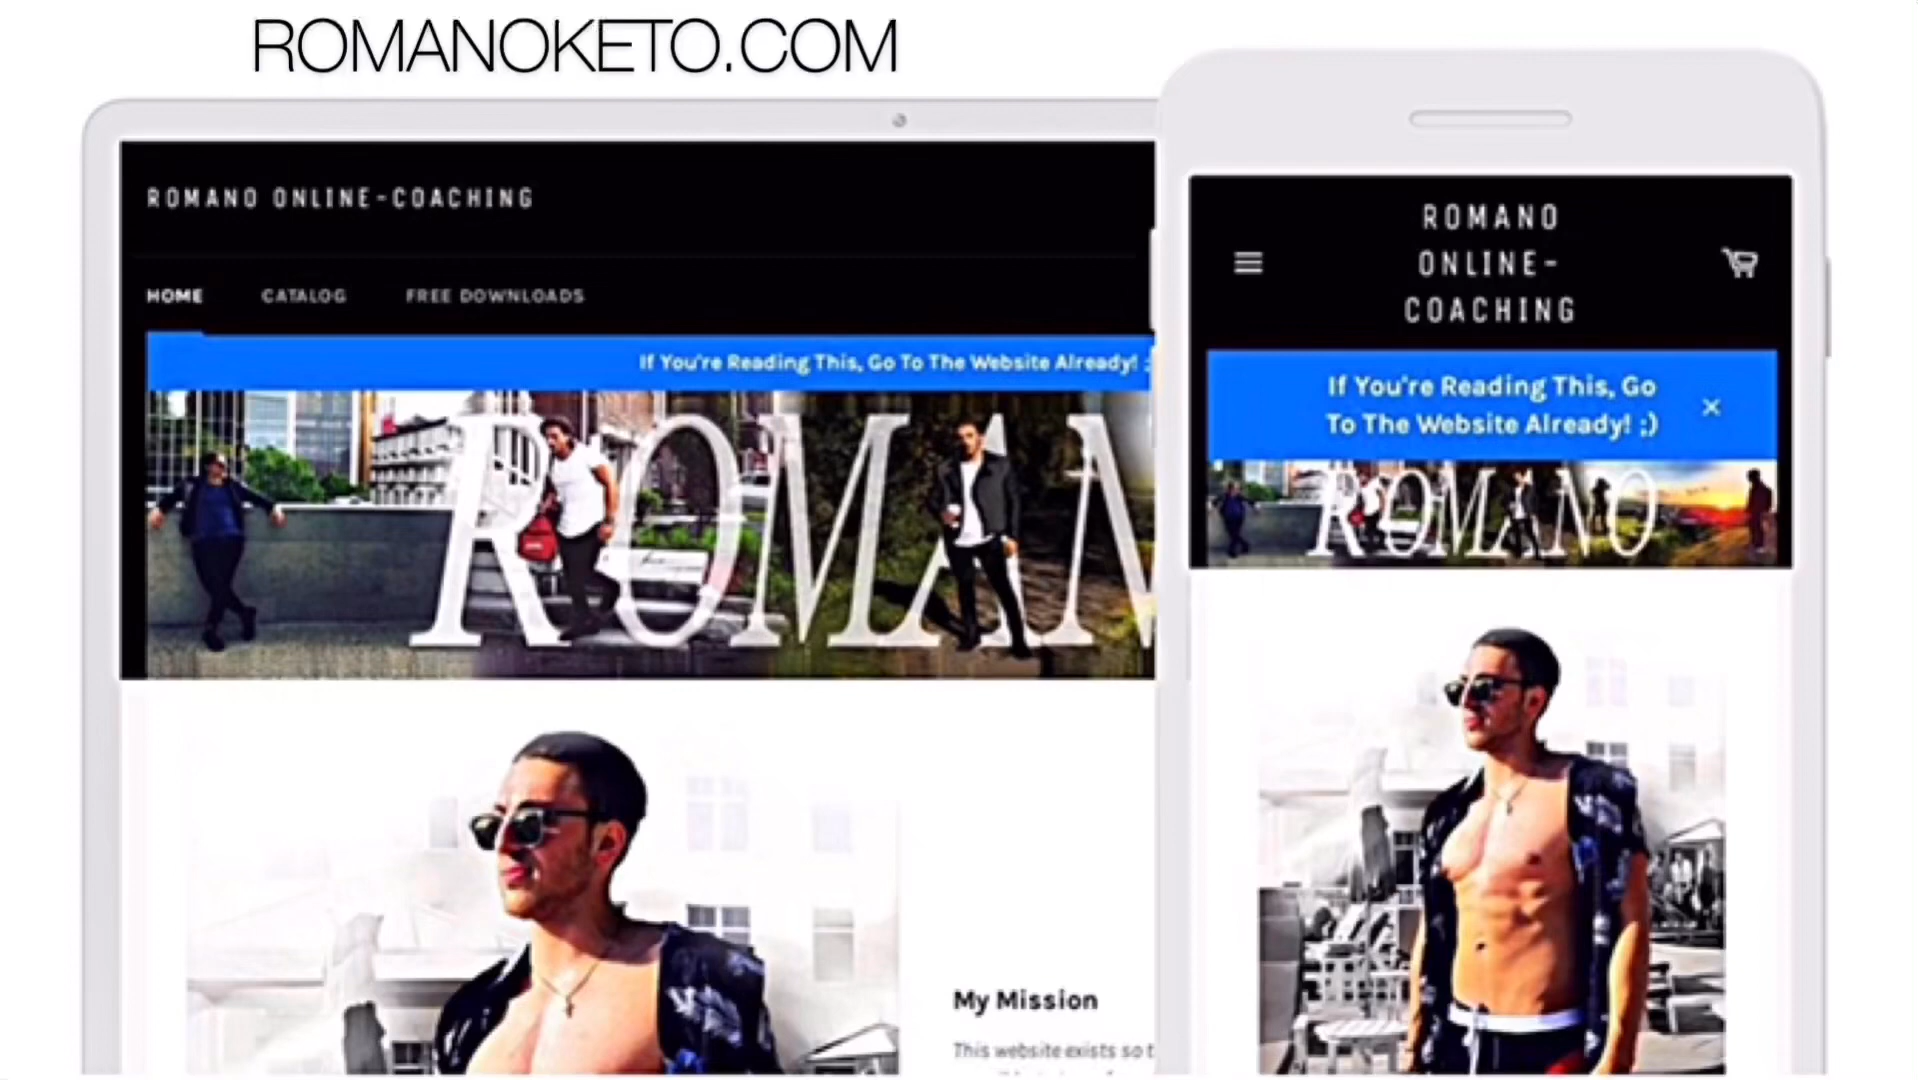 ROMANOKETO.COM
ROMANO ONLINE-COACHING
HOME CATALOG FREE DOWNLOADS
If You're Reading This, Go To The Website Already! ;
ROMAN
My Mission
This website exists so t
ROMANO
ONLINE-
COACHING
If You're Reading This, Go
To The Website Already! ;)
ROMANO